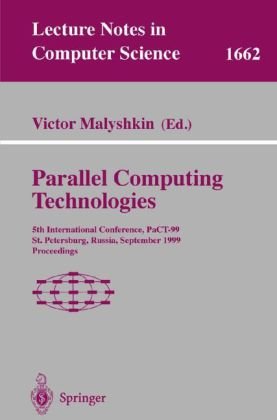 Lecture Notes in
Computer Science 1662
Victor Malyshkin (Ed.)
Parallel Computing
Technologies
5th International Conference, PaCT-99
St. Petersburg, Russia, September 1999
Proceedings
Springer